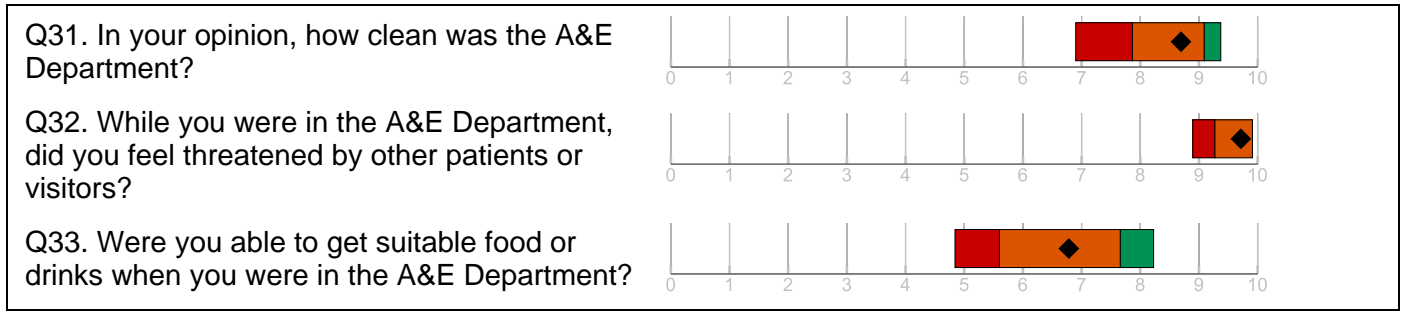 Q31. In your opinion, how clean was the A&E
Department?
0 1 2 3 4 5 6 7 8 9 10
Q32. While you were in the A&E Department,
did you feel threatened by other patients or
visitors?
0 1 2 3 4 5 6 7 8 9 10
Q33. Were you able to get suitable food or
drinks when you were in the A&E Department?
0 1 2 3 4 5 6 7 8 9 10